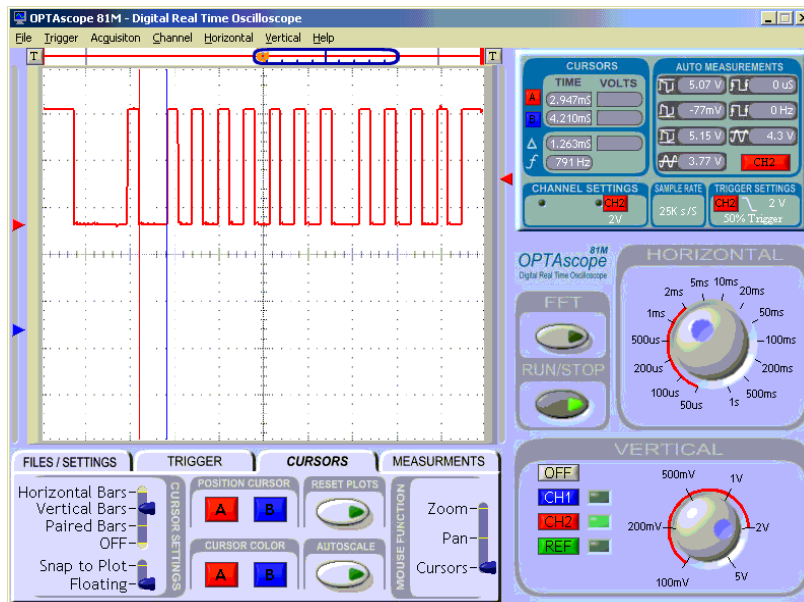 OPTAscope 81M - Digital Real Time Oscilloscope
File Trigger Acquisiton Channel Horizontal Vertical Help
T T
CURSORS
TIME VOLTS
A 2.947mS
B 4.210mS
Δ 1.263mS
f 791 Hz
AUTO MEASUREMENTS
5.07 V 0 uS
-77mV 0 Hz
5.15 V 4.3 V
3.77 V CH2
CHANNEL SETTINGS
CH2
2V
SAMPLE RATE
25K s/S
TRIGGER SETTINGS
CH2 2 V
50% Trigger
81M
OPTAscope
Digital Real Time Oscilloscope
FFT
RUN/STOP
HORIZONTAL
50us
100us
200us
500us
1ms
2ms
5ms
10ms
20ms
50ms
100ms
200ms
500ms
1s
FILES / SETTINGS TRIGGER CURSORS MEASURMENTS
Horizontal Bars
Vertical Bars
Paired Bars
OFF
Snap to Plot
Floating
CURSOR SETTINGS
POSITION CURSOR
A B
CURSOR COLOR
A B
RESET PLOTS
AUTOSCALE
MOUSE FUNCTION
Zoom
Pan
Cursors
VERTICAL
OFF
CH1
CH2
REF
100mV
200mV
500mV
1V
2V
5V